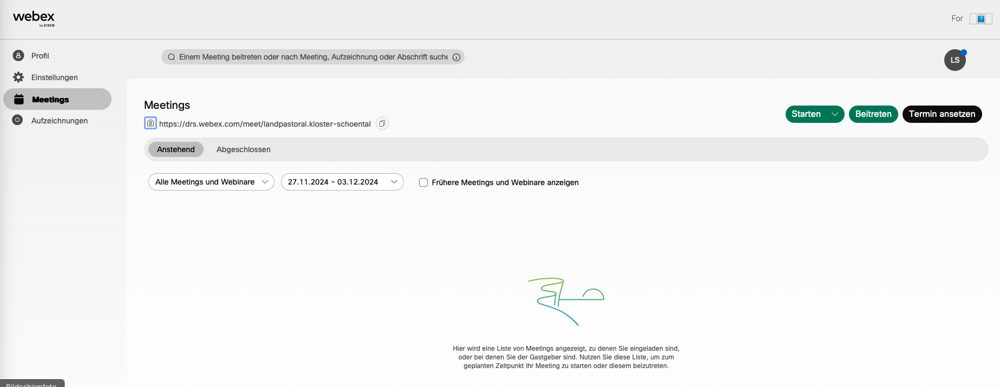 webex
by CISCO
For
Profil
Einem Meeting beitreten oder nach Meeting, Aufzeichnung oder Abschrift suche
LS
Einstellungen
Meetings
Aufzeichnungen
Meetings
https://drs.webex.com/meet/landpastoral.kloster-schoental
Starten
Beitreten
Termin ansetzen
Anstehend
Abgeschlossen
Alle Meetings und Webinare
27.11.2024 - 03.12.2024
Frühere Meetings und Webinare anzeigen
Hier wird eine Liste von Meetings angezeigt, zu denen Sie eingeladen sind,
oder bei denen Sie der Gastgeber sind. Nutzen Sie diese Liste, um zum
geplanten Zeitpunkt Ihr Meeting zu starten oder diesem beizutreten.
Bildschirmfoto